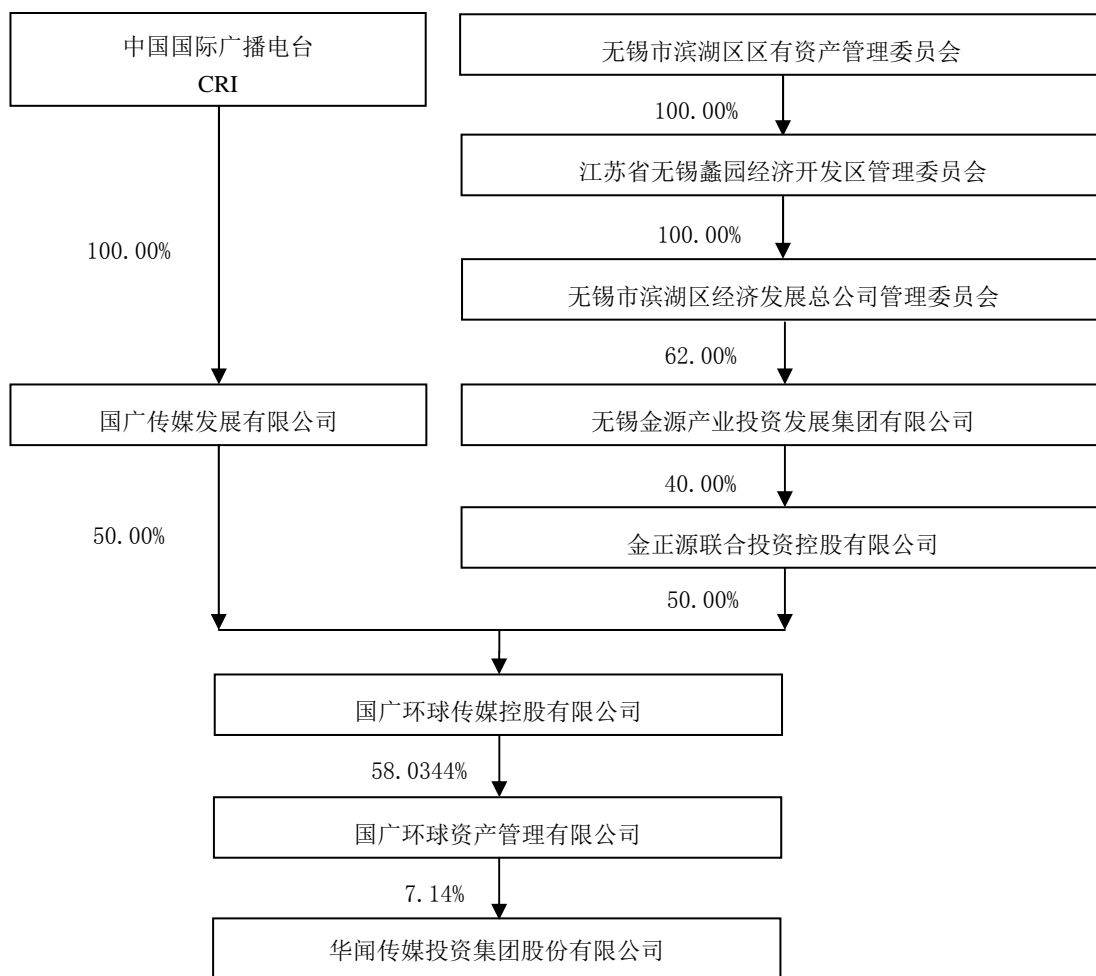 中国国际广播电台
CRI
无锡市滨湖区区有资产管理委员会
100.00%
江苏省无锡蠡园经济开发区管理委员会
100.00%
100.00%
无锡市滨湖区经济发展总公司管理委员会
62.00%
国广传媒发展有限公司
无锡金源产业投资发展集团有限公司
40.00%
50.00%
金正源联合投资控股有限公司
50.00%
国广环球传媒控股有限公司
58.0344%
国广环球资产管理有限公司
7.14%
华闻传媒投资集团股份有限公司